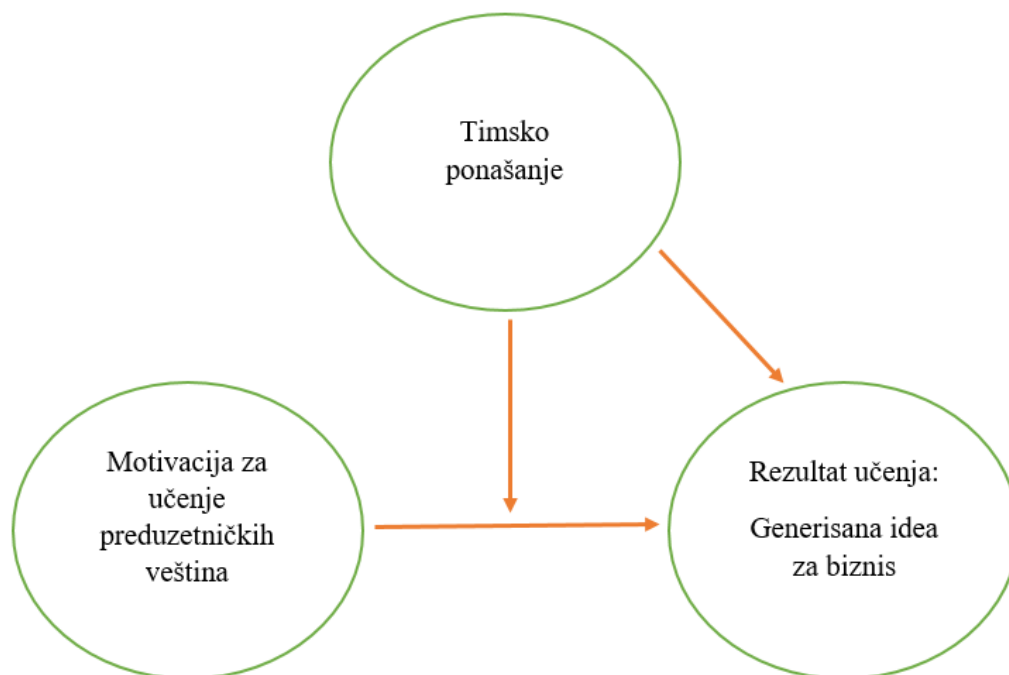 Timsko
ponašanje
Motivacija za
učenje
preduzetničkih
veština
Rezultat učenja:
Generisana idea
za biznis